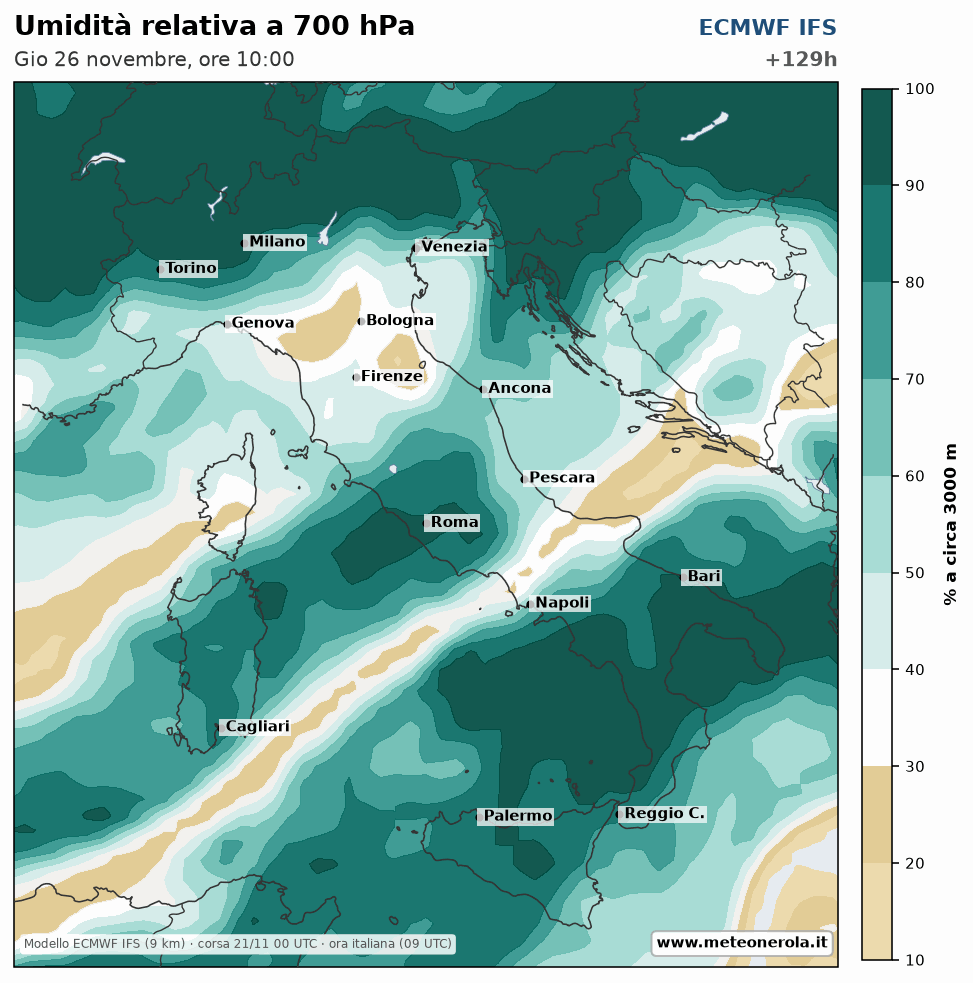 Umidità relativa a 700 hPa
ECMWF IFS
Gio 26 novembre, ore 10:00
+129h
100
90
80
70
60
50
40
30
20
10
% a circa 3000 m
Milano
Venezia
Torino
Genova
Bologna
Firenze
Ancona
Pescara
Roma
Bari
Napoli
Cagliari
Palermo
Reggio C.
Modello ECMWF IFS (9 km) · corsa 21/11 00 UTC · ora italiana (09 UTC)
www.meteonerola.it